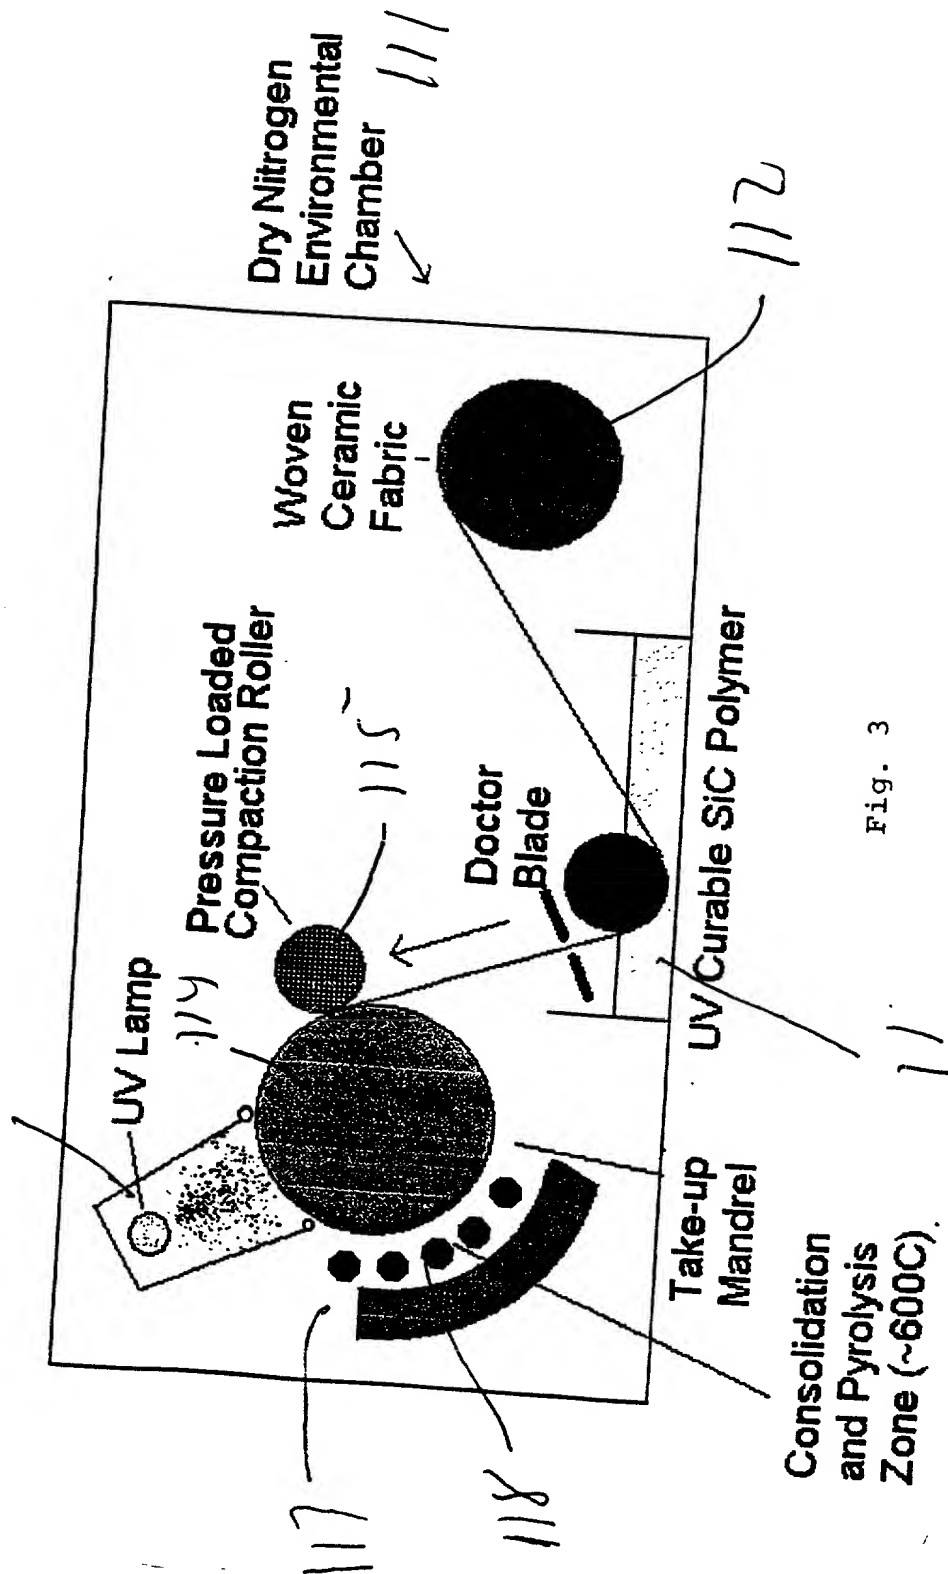 Dry Nitrogen
Environmental
Chamber
111
Woven
Ceramic
Fabric
112
Pressure Loaded
Compaction Roller
115
UV Lamp
114
Doctor
Blade
UV Curable SiC Polymer
11
Take-up
Mandrel
Consolidation
and Pyrolysis
Zone (~600C)
117
118
Fig. 3